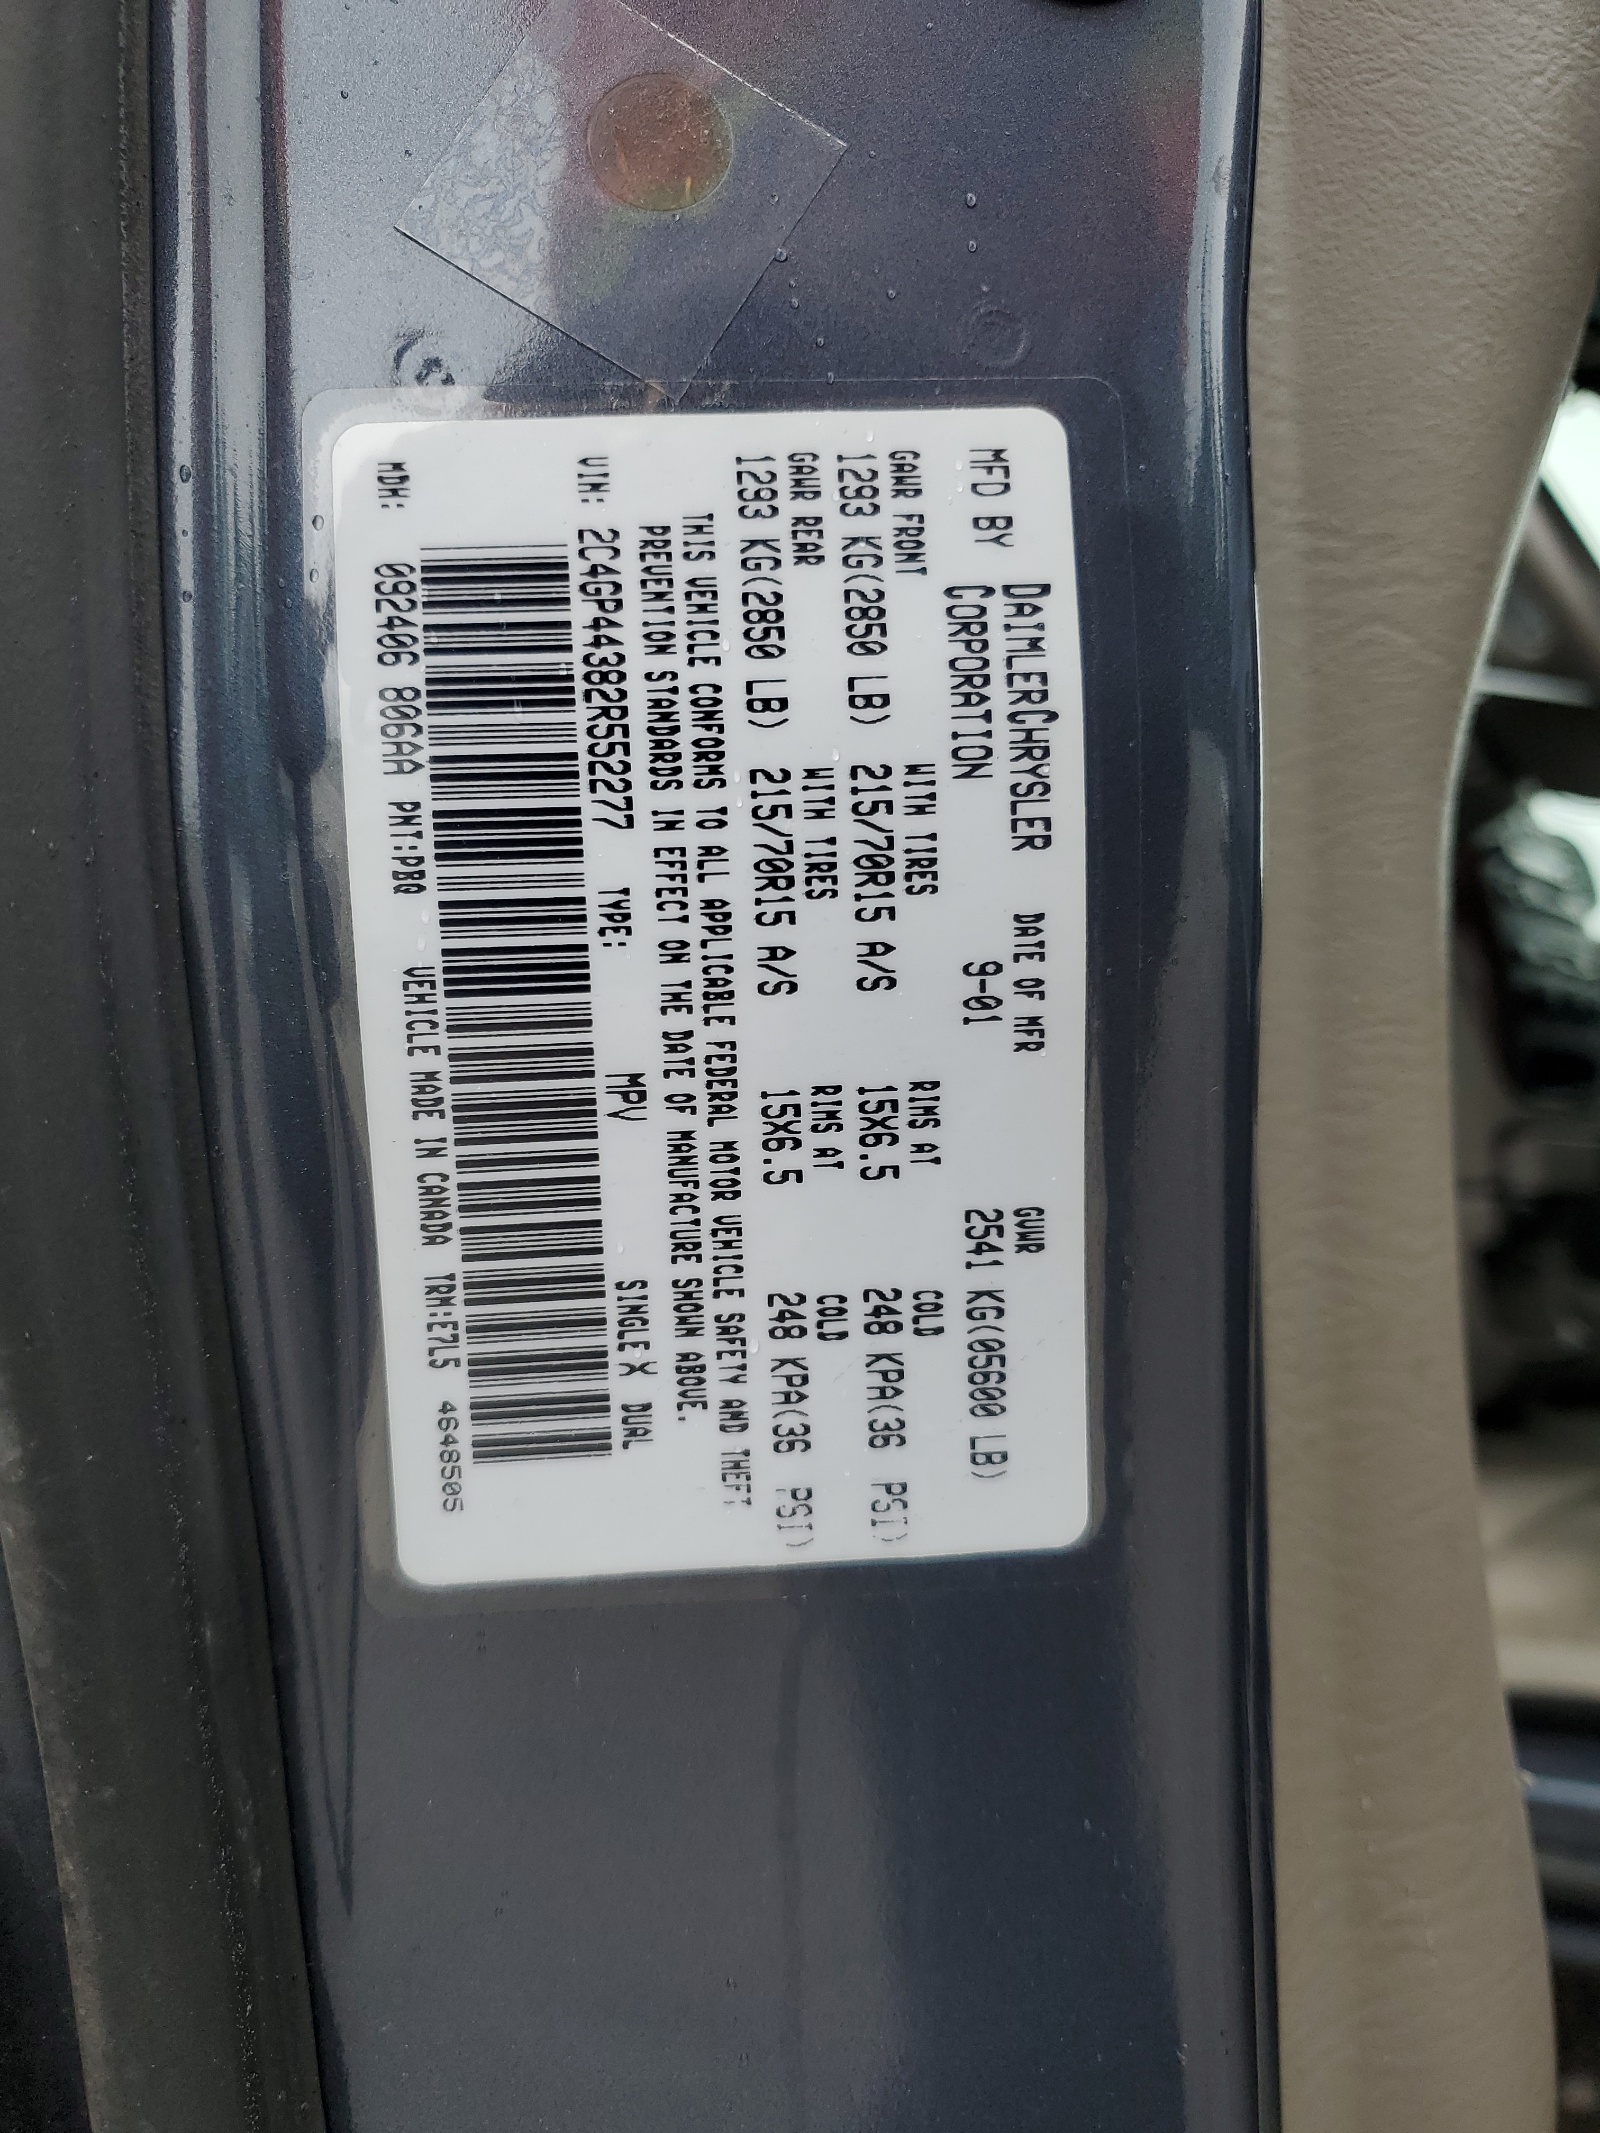 MFD BY DAIMLERCHRYSLER CORPORATION
DATE OF MFR GVWR
9-01 2541 KG(05600 LB)
GAWR FRONT WITH TIRES RIMS AT COLD
1293 KG(2850 LB) 215/70R15 A/S 15X6.5 248 KPA(36 PSI)
GAWR REAR WITH TIRES RIMS AT COLD
1293 KG(2850 LB) 215/70R15 A/S 15X6.5 248 KPA(36 PSI)
THIS VEHICLE CONFORMS TO ALL APPLICABLE FEDERAL MOTOR VEHICLE SAFETY AND THEFT
PREVENTION STANDARDS IN EFFECT ON THE DATE OF MANUFACTURE SHOWN ABOVE.
VIN: 2C4GP44382R552277 TYPE: MPV SINGLE X DUAL
MDH: 092406 806AA PNT:PBQ VEHICLE MADE IN CANADA TRM:E7L5 4648505